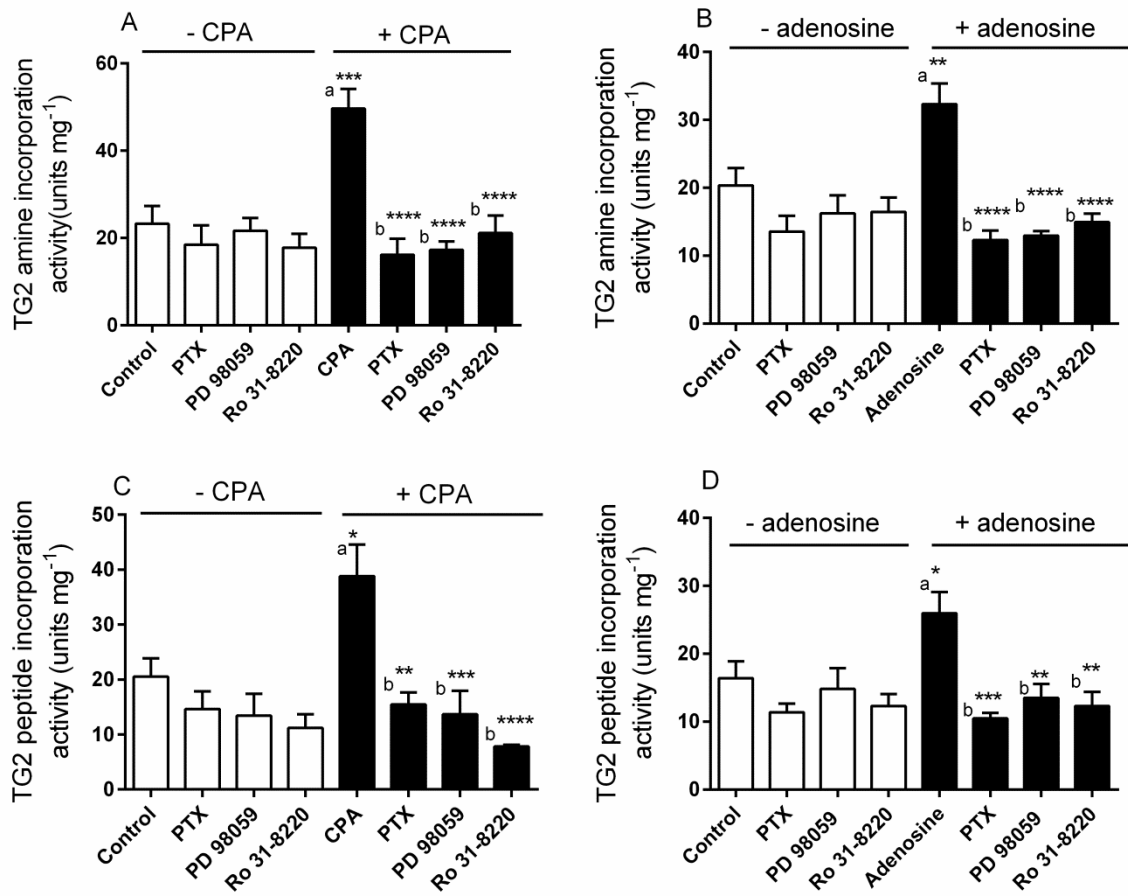 A
- CPA
+ CPA
TG2 amine incorporation
activity(units mg⁻¹)
60
40
20
0
a
***
b
****
b
****
b
****
Control
PTX
PD 98059
Ro 31-8220
CPA
PTX
PD 98059
Ro 31-8220
B
- adenosine
+ adenosine
TG2 amine incorporation
activity (units mg⁻¹)
40
30
20
10
0
a
**
b
****
b
****
b
****
Control
PTX
PD 98059
Ro 31-8220
Adenosine
PTX
PD 98059
Ro 31-8220
C
- CPA
+ CPA
TG2 peptide incorporation
activity (units mg⁻¹)
50
40
30
20
10
0
a
*
b
**
b
***
b
****
Control
PTX
PD 98059
Ro 31-8220
CPA
PTX
PD 98059
Ro 31-8220
D
- adenosine
+ adenosine
TG2 peptide incorporation
activity (units mg⁻¹)
40
30
20
10
0
a
*
b
***
b
**
b
**
Control
PTX
PD 98059
Ro 31-8220
Adenosine
PTX
PD 98059
Ro 31-8220